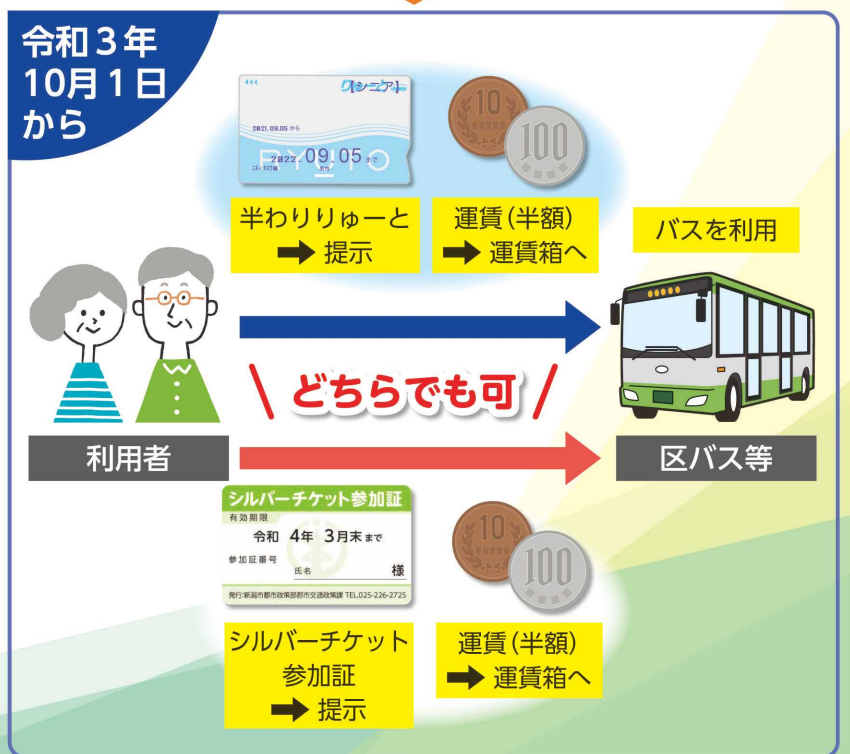 令和3年
10月1日
から
りゅーと
【シニア】
2021.09.05 から
RYUTO
2022.09.05 まで
10
100
半わりりゅーと
➡ 提示
運賃(半額)
➡ 運賃箱へ
バスを利用
どちらでも可
利用者
区バス等
シルバーチケット参加証
有効期限
令和 4年 3月末まで
参加証番号
氏名 様
発行:新潟市都市政策部都市交通政策課 TEL.025-226-2725
10
100
シルバーチケット
参加証
➡ 提示
運賃(半額)
➡ 運賃箱へ